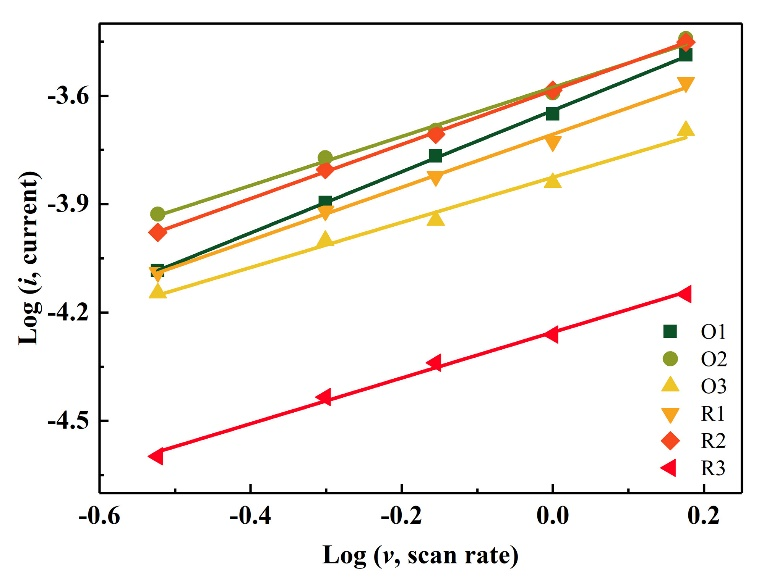 Log (i, current)
-3.6
-3.9
-4.2
-4.5
O1
O2
O3
R1
R2
R3
-0.6 -0.4 -0.2 0.0 0.2
Log (v, scan rate)